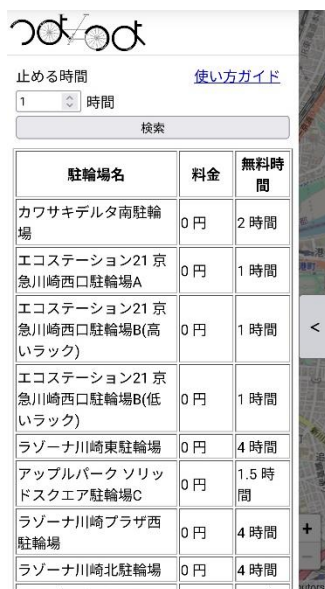 止める時間
使い方ガイド
1
時間
検索
駐輪場名
料金
無料時
間
カワサキデルタ南駐輪
場
0 円
2 時間
エコステーション21 京
急川崎西口駐輪場A
0 円
1 時間
エコステーション21 京
急川崎西口駐輪場B(高
いラック)
0 円
1 時間
エコステーション21 京
急川崎西口駐輪場B(低
いラック)
0 円
1 時間
ラゾーナ川崎東駐輪場
0 円
4 時間
アップルパーク ソリッ
ドスクエア駐輪場C
0 円
1.5 時
間
ラゾーナ川崎プラザ西
駐輪場
0 円
4 時間
ラゾーナ川崎北駐輪場
0 円
4 時間
<
+
−